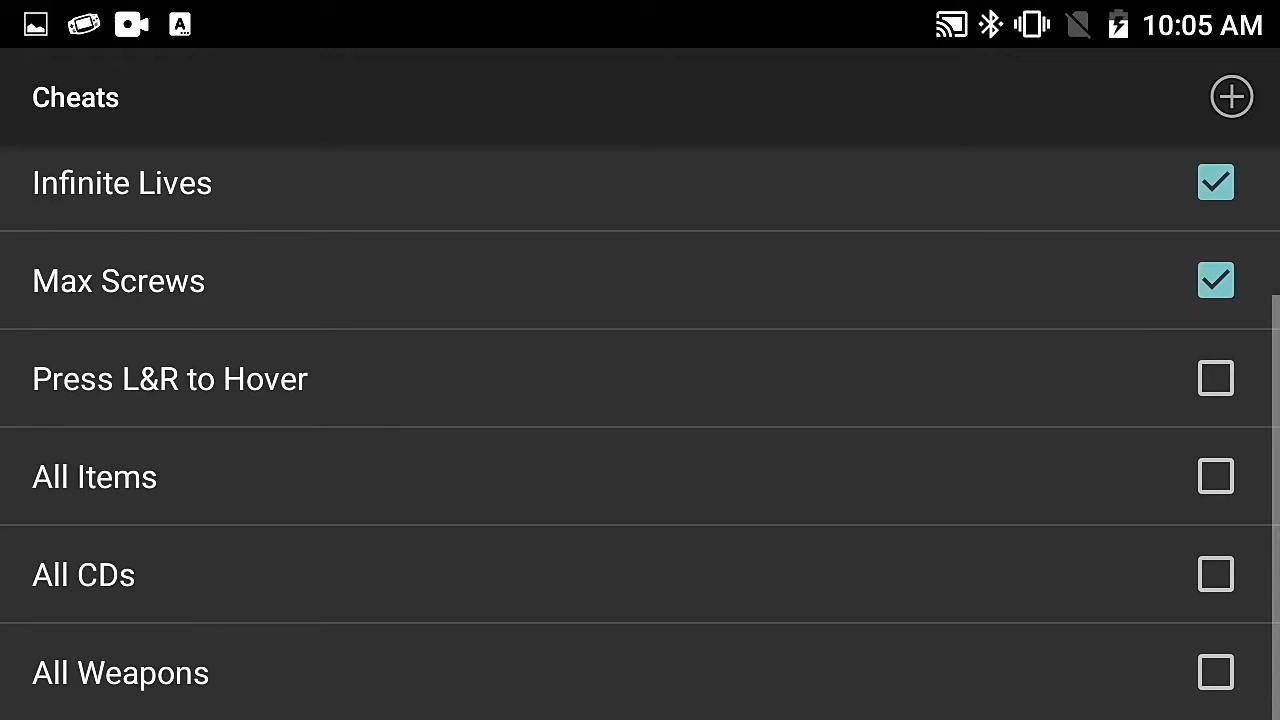 A 10:05 AM
Cheats
Infinite Lives
Max Screws
Press L&R to Hover
All Items
All CDs
All Weapons